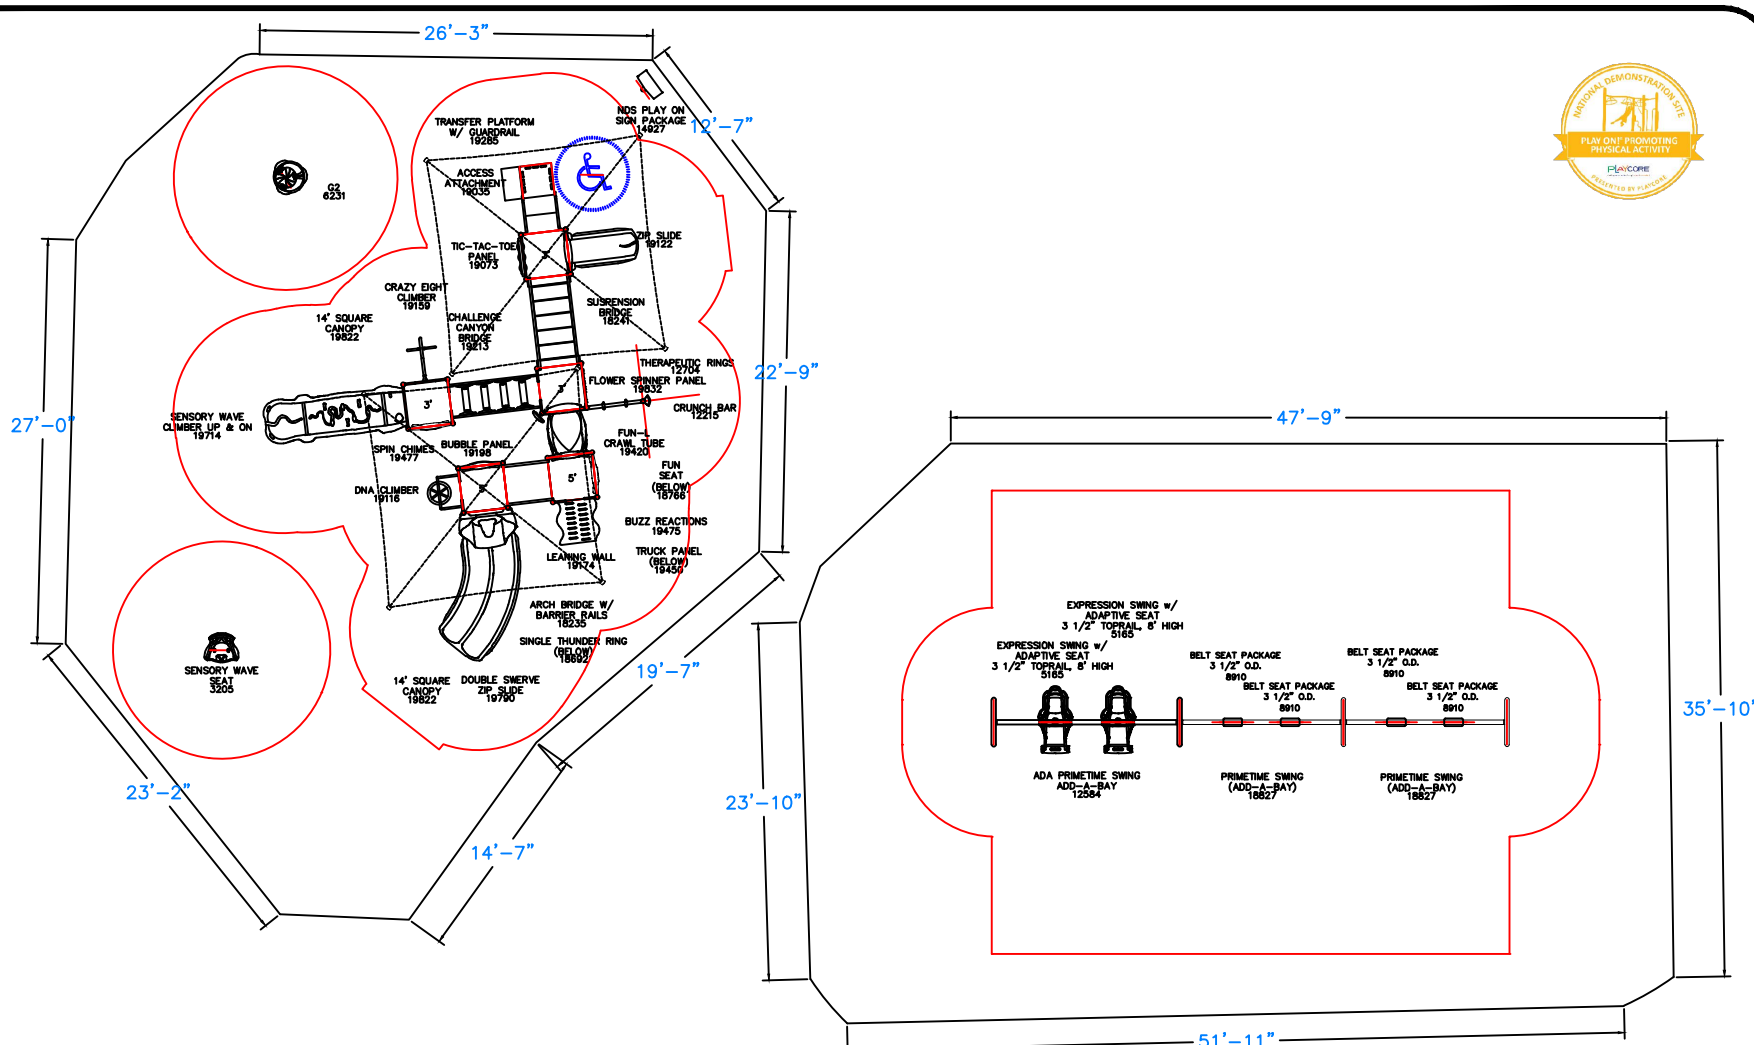 26'-3"
NATIONAL DEMONSTRATION SITE
PLAY ON!® PROMOTING
PHYSICAL ACTIVITY
PLAYCORE
PRESENTED BY PLAYCORE
NDS PLAY ON
SIGN PACKAGE
14927
12'-7"
TRANSFER PLATFORM
W/ GUARDRAIL
19285
ACCESS
ATTACHMENT
19035
G2
6231
ZIP SLIDE
19122
TIC-TAC-TOE
PANEL
19073
3'
CRAZY EIGHT
CLIMBER
19159
SUSPENSION
BRIDGE
18241
14' SQUARE
CANOPY
19822
CHALLENGE
CANYON
BRIDGE
19213
THERAPEUTIC RINGS
12704
FLOWER SPINNER PANEL
19832
22'-9"
3'
3'
CRUNCH BAR
12215
27'-0"
SENSORY WAVE
CLIMBER UP & ON
19714
SPIN CHIMES
19477
BUBBLE PANEL
19198
FUN-L
CRAWL TUBE
19420
FUN
SEAT
(BELOW)
18766
DNA CLIMBER
19116
5'
5'
BUZZ REACTIONS
19475
LEANING WALL
19174
TRUCK PANEL
(BELOW)
19450
ARCH BRIDGE W/
BARRIER RAILS
18235
SINGLE THUNDER RING
(BELOW)
18692
SENSORY WAVE
SEAT
3205
14' SQUARE
CANOPY
19822
DOUBLE SWERVE
ZIP SLIDE
19790
19'-7"
23'-2"
14'-7"
47'-9"
EXPRESSION SWING w/
ADAPTIVE SEAT
3 1/2" TOPRAIL, 8' HIGH
5165
EXPRESSION SWING w/
ADAPTIVE SEAT
3 1/2" TOPRAIL, 8' HIGH
5165
BELT SEAT PACKAGE
3 1/2" O.D.
8910
BELT SEAT PACKAGE
3 1/2" O.D.
8910
BELT SEAT PACKAGE
3 1/2" O.D.
8910
BELT SEAT PACKAGE
3 1/2" O.D.
8910
35'-10"
ADA PRIMETIME SWING
ADD-A-BAY
12584
PRIMETIME SWING
(ADD-A-BAY)
18827
PRIMETIME SWING
(ADD-A-BAY)
18827
23'-10"
51'-11"